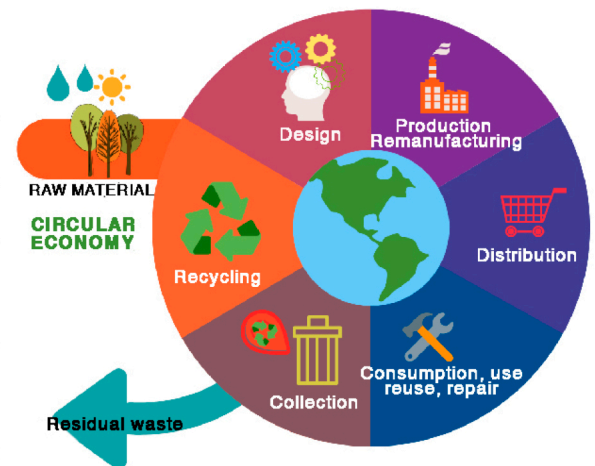 Design
Production
Remanufacturing
RAW MATERIAL
CIRCULAR
ECONOMY
Recycling
Distribution
Consumption, use
reuse, repair
Collection
Residual waste